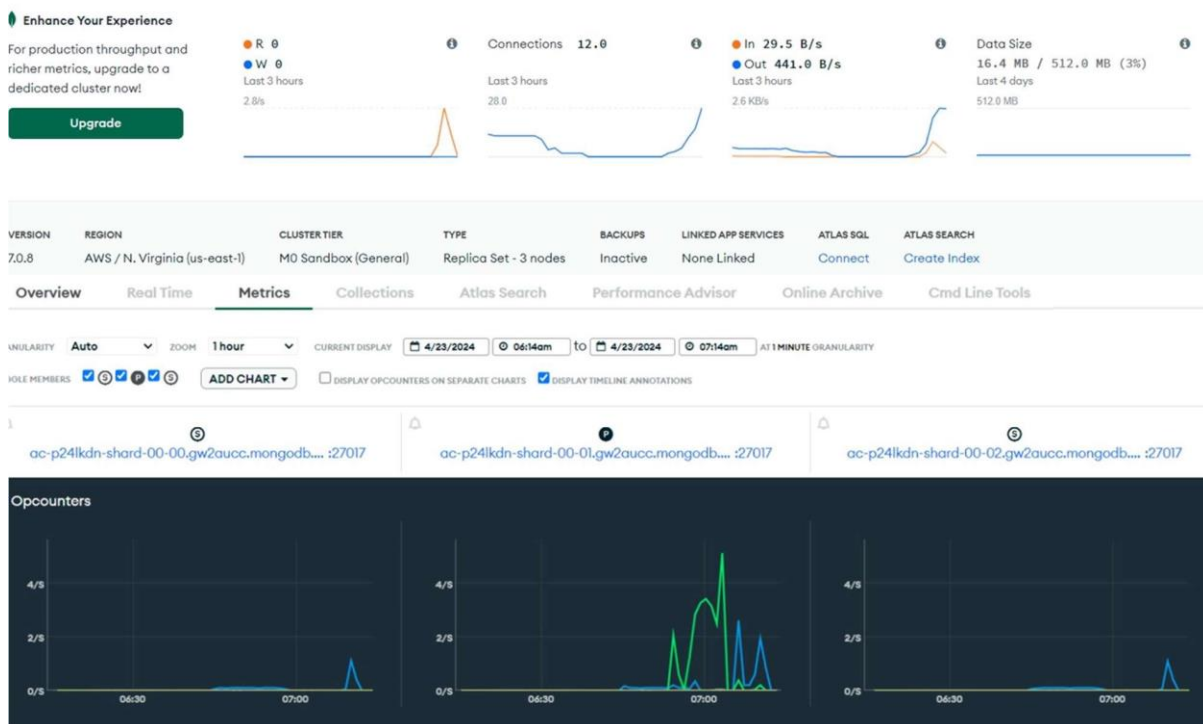 Enhance Your Experience
For production throughput and
richer metrics, upgrade to a
dedicated cluster now!
Upgrade
R 0
W 0
Last 3 hours
2.8/s
Connections 12.0
Last 3 hours
28.0
In 29.5 B/s
Out 441.0 B/s
Last 3 hours
2.6 KB/s
Data Size
16.4 MB / 512.0 MB (3%)
Last 4 days
512.0 MB
VERSION REGION CLUSTER TIER TYPE BACKUPS LINKED APP SERVICES ATLAS SQL ATLAS SEARCH
7.0.8 AWS / N. Virginia (us-east-1) M0 Sandbox (General) Replica Set - 3 nodes Inactive None Linked Connect Create Index
Overview Real Time Metrics Collections Atlas Search Performance Advisor Online Archive Cmd Line Tools
ANULARITY Auto ZOOM 1 hour CURRENT DISPLAY 4/23/2024 06:14am to 4/23/2024 07:14am AT 1 MINUTE GRANULARITY
GLE MEMBERS S P S ADD CHART DISPLAY OPCOUNTERS ON SEPARATE CHARTS DISPLAY TIMELINE ANNOTATIONS
S P S
ac-p24lkdn-shard-00-00.gw2aucc.mongodb.... :27017 ac-p24lkdn-shard-00-01.gw2aucc.mongodb.... :27017 ac-p24lkdn-shard-00-02.gw2aucc.mongodb.... :27017
Opcounters
4/s 4/s 4/s
2/s 2/s 2/s
0/s 0/s 0/s
06:30 07:00 06:30 07:00 06:30 07:00